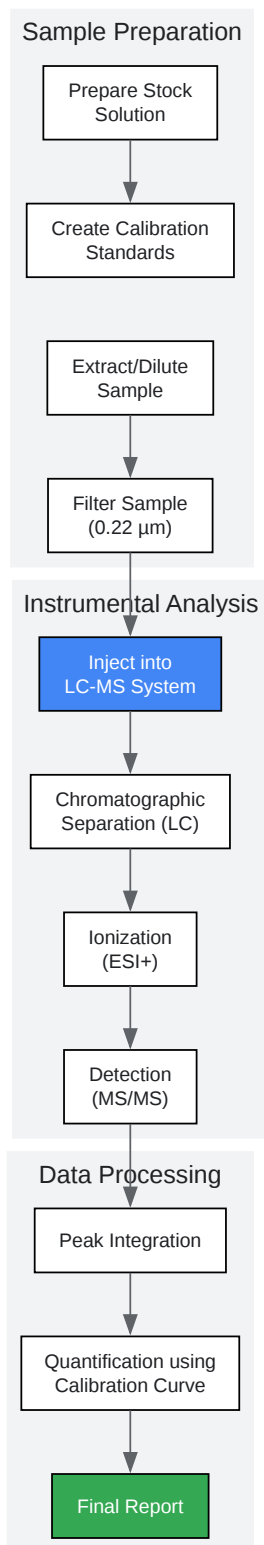 Sample Preparation
Prepare Stock
Solution
Create Calibration
Standards
Extract/Dilute
Sample
Filter Sample
(0.22 µm)
Instrumental Analysis
Inject into
LC-MS System
Chromatographic
Separation (LC)
Ionization
(ESI+)
Detection
(MS/MS)
Data Processing
Peak Integration
Quantification using
Calibration Curve
Final Report